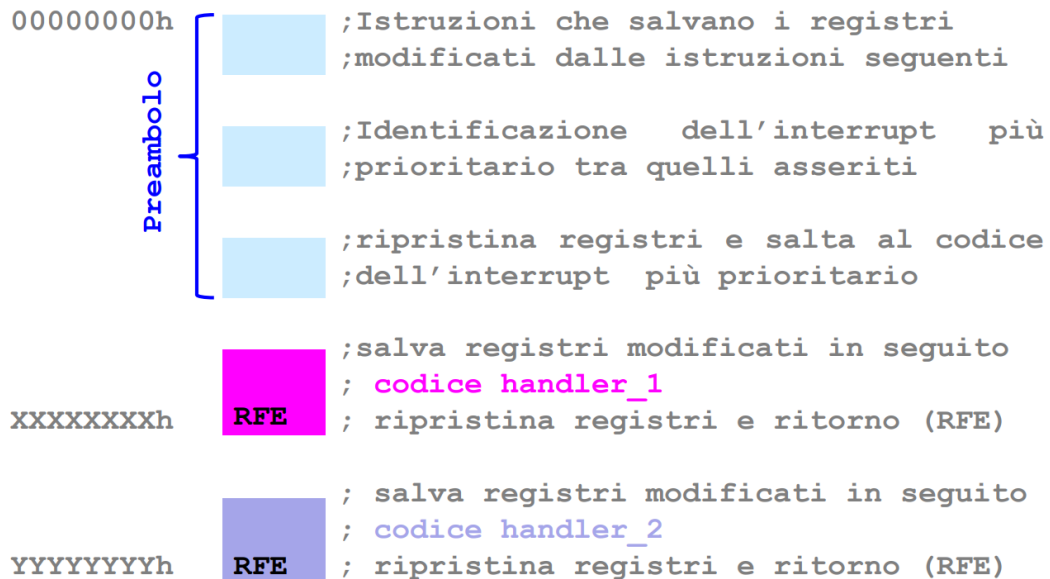 00000000h ;Istruzioni che salvano i registri
;modificati dalle istruzioni seguenti
Preambolo
;Identificazione dell'interrupt più
;prioritario tra quelli asseriti
;ripristina registri e salta al codice
;dell'interrupt più prioritario
;salva registri modificati in seguito
; codice handler_1
XXXXXXXXh RFE ; ripristina registri e ritorno (RFE)
; salva registri modificati in seguito
; codice handler_2
YYYYYYYYh RFE ; ripristina registri e ritorno (RFE)